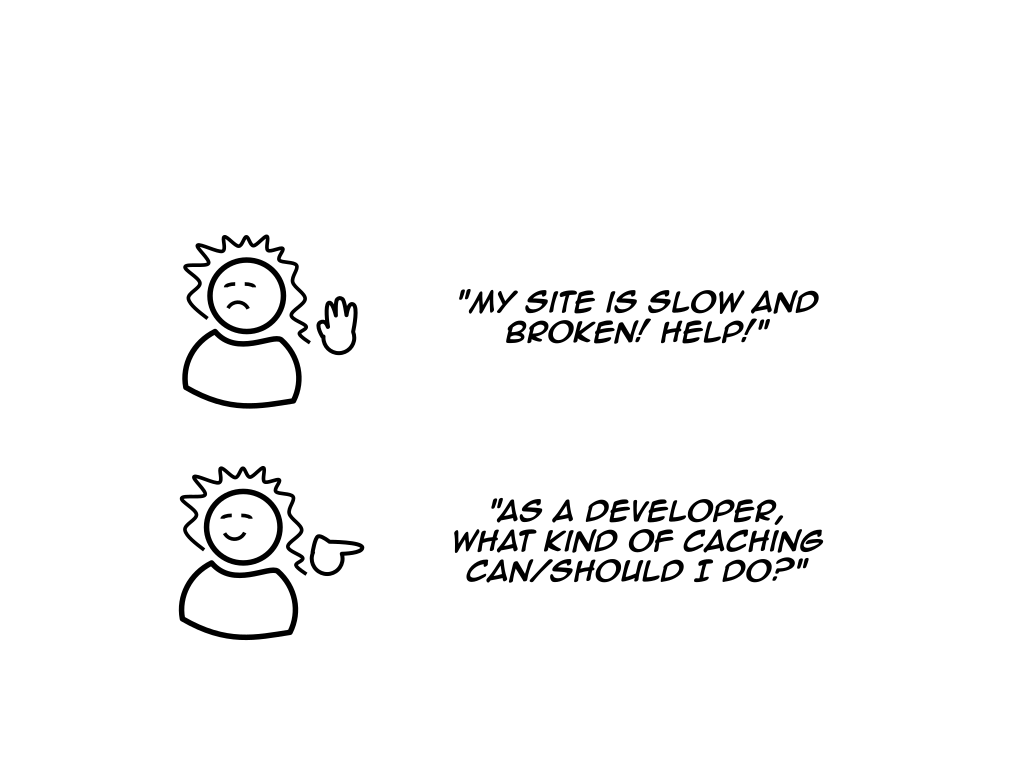 "MY SITE IS SLOW AND
BROKEN! HELP!"
"AS A DEVELOPER,
WHAT KIND OF CACHING
CAN/SHOULD I DO?"